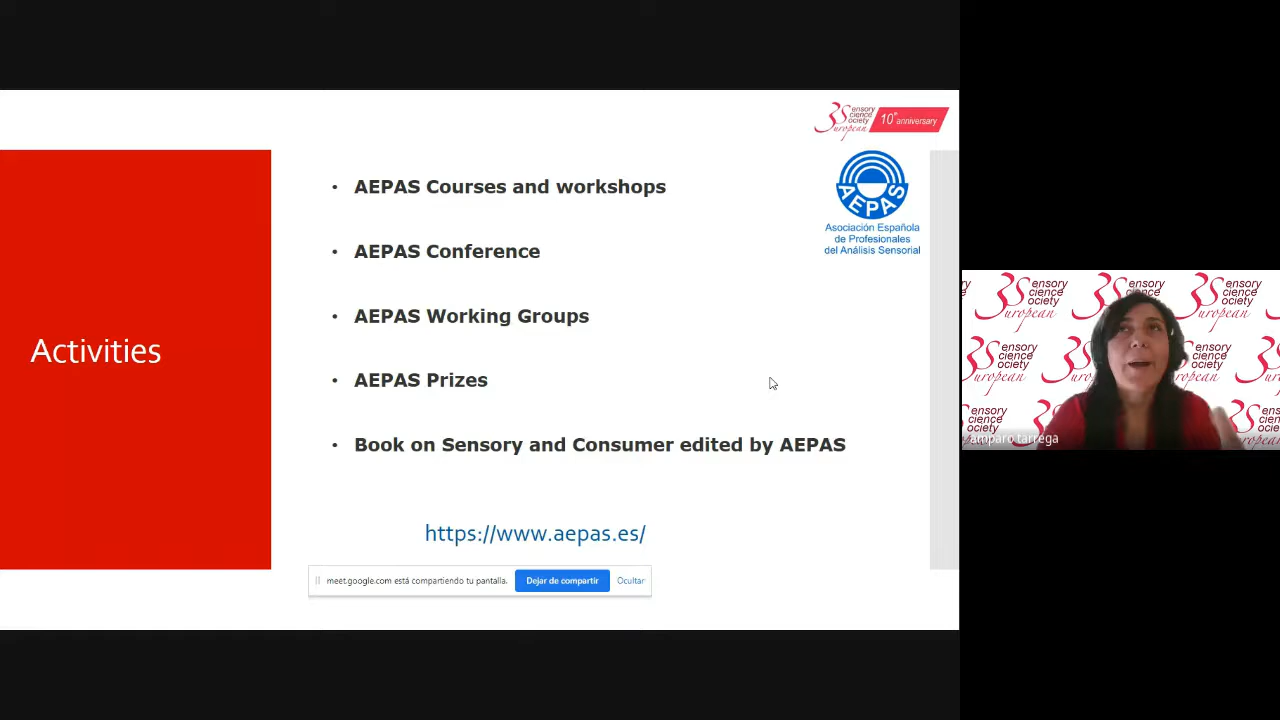 European Sensory Science Society
10th anniversary
AEPAS
Asociación Española
de Profesionales
del Análisis Sensorial
Activities
• AEPAS Courses and workshops
• AEPAS Conference
• AEPAS Working Groups
• AEPAS Prizes
• Book on Sensory and Consumer edited by AEPAS
https://www.aepas.es/
meet.google.com está compartiendo tu pantalla.
Dejar de compartir
Ocultar
amparo tarrega